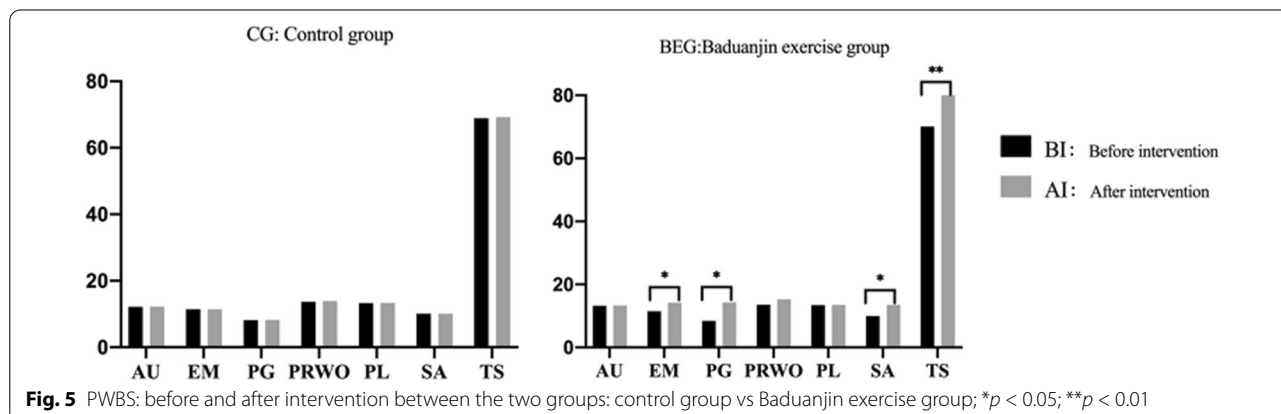 CG: Control group
80
60
40
20
0
AU EM PG PRWO PL SA TS
BEG:Baduanjin exercise group
80
60
40
20
0
* * * **
AU EM PG PRWO PL SA TS
BI: Before intervention
AI: After intervention
Fig. 5 PWBS: before and after intervention between the two groups: control group vs Baduanjin exercise group; *p < 0.05; **p < 0.01